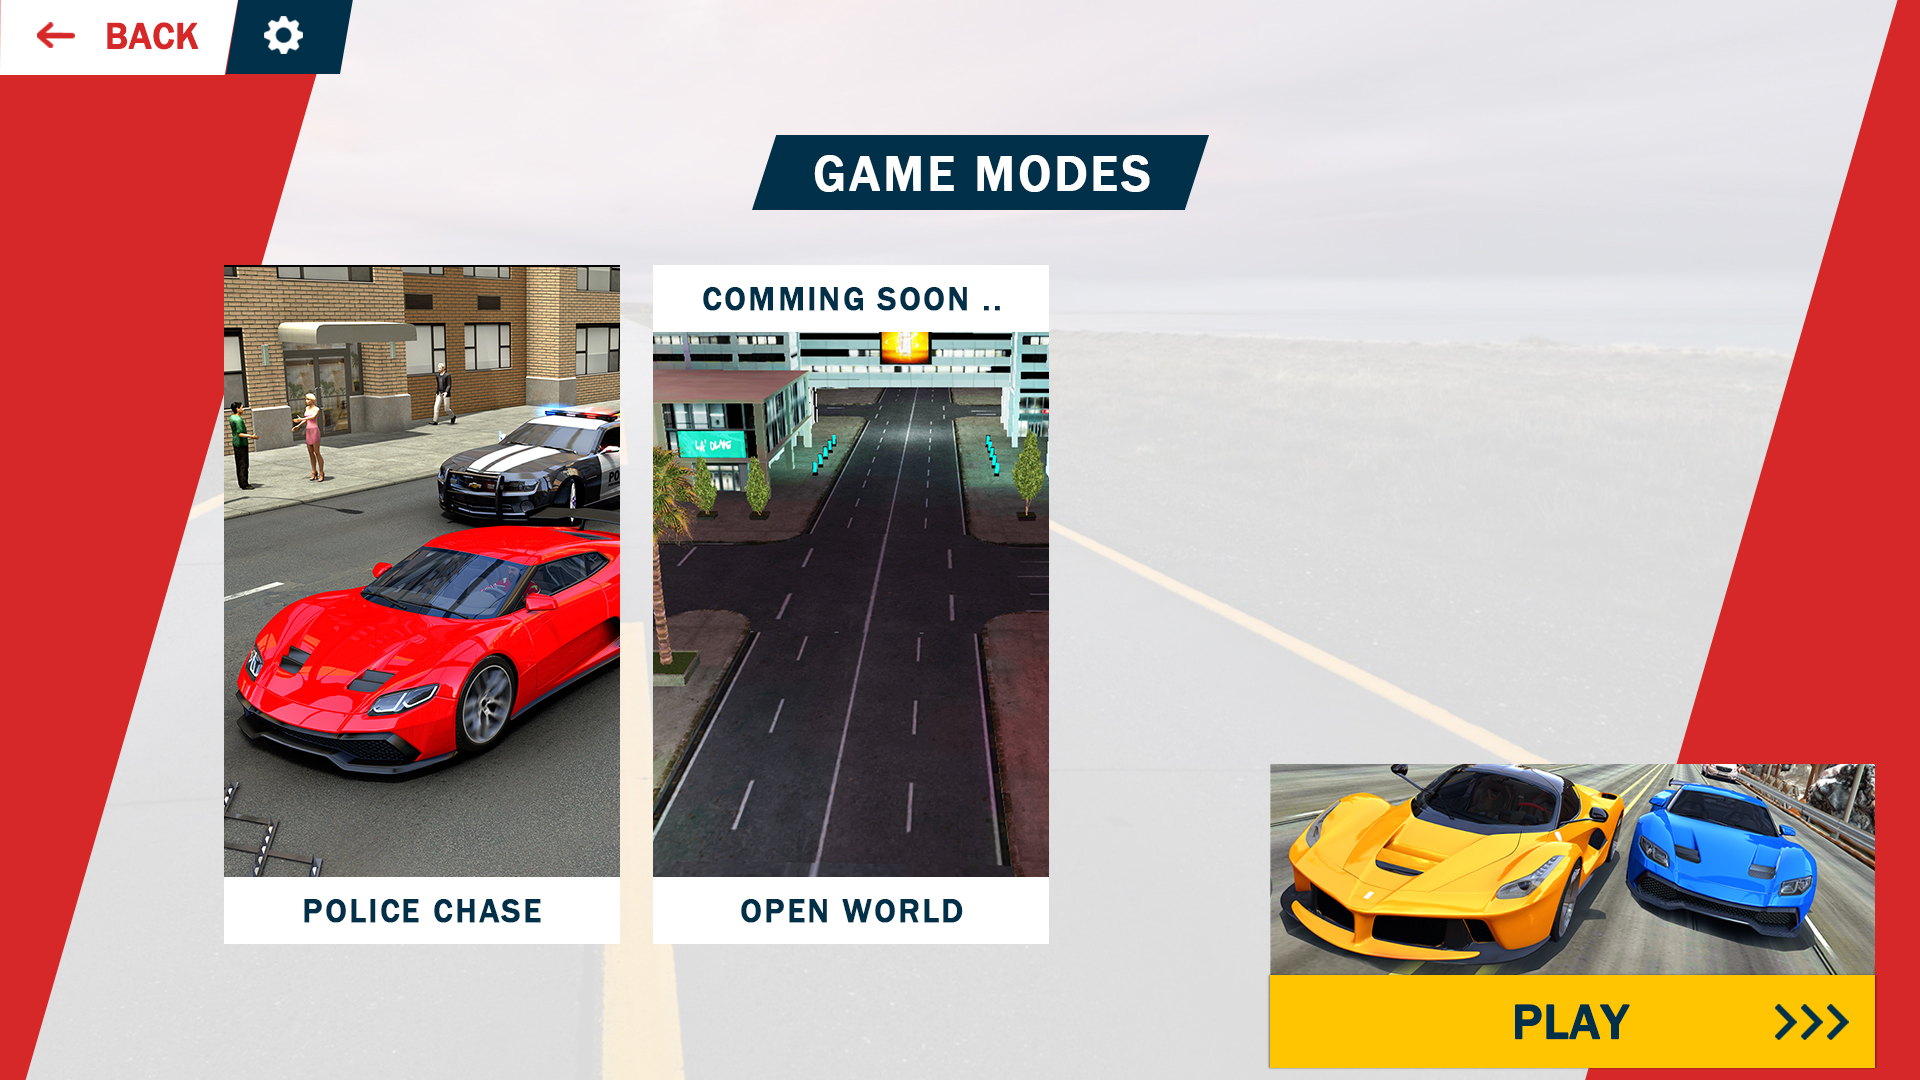 BACK
GAME MODES
COMMING SOON ..
POLICE CHASE
OPEN WORLD
PLAY